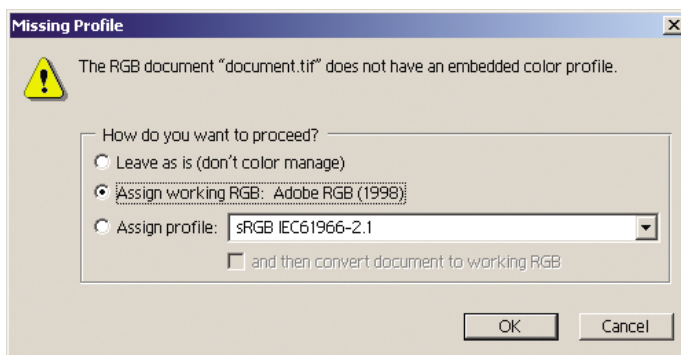 Missing Profile
The RGB document “document.tif” does not have an embedded color profile.
How do you want to proceed?
Leave as is (don't color manage)
Assign working RGB: Adobe RGB (1998)
Assign profile: sRGB IEC61966-2.1
and then convert document to working RGB
OK Cancel